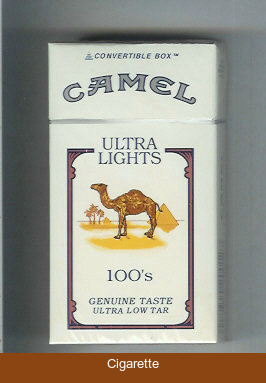 CONVERTIBLE BOX™
CAMEL
ULTRA
LIGHTS
100's
GENUINE TASTE
ULTRA LOW TAR
Cigarette